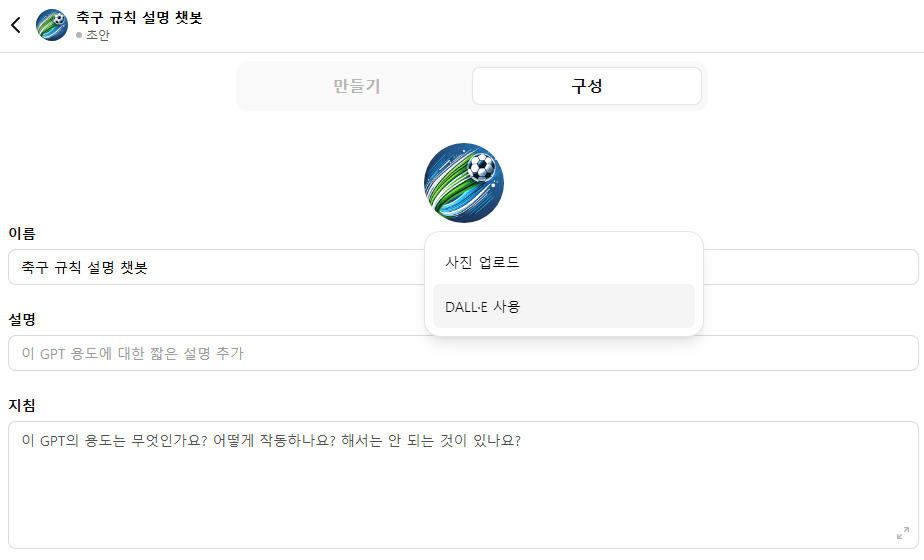 축구 규칙 설명 챗봇
초안
만들기
구성
이름
축구 규칙 설명 챗봇
사진 업로드
DALL·E 사용
설명
이 GPT 용도에 대한 짧은 설명 추가
지침
이 GPT의 용도는 무엇인가요? 어떻게 작동하나요? 해서는 안 되는 것이 있나요?